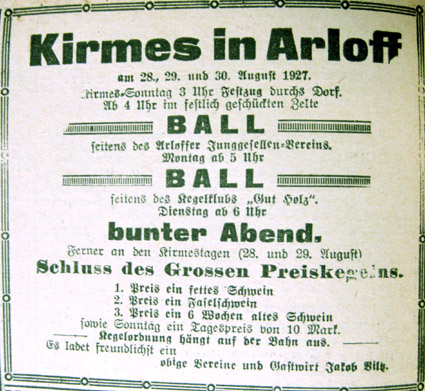 Kirmes in Arloff
am 28., 29. und 30. August 1927.
Kirmes-Sonntag 3 Uhr Festzug durchs Dorf.
Ab 4 Uhr im festlich geschückten Zelte
BALL
seitens des Arloffer Junggesellen-Vereins.
Montag ab 5 Uhr
BALL
seitens des Kegelklubs „Gut Holz".
Dienstag ab 6 Uhr
bunter Abend.
Ferner an den Kirmestagen (28. und 29. August)
Schluss des Grossen Preiskegelns.
1. Preis ein fettes Schwein
2. Preis ein Faselschwein
3. Preis ein 6 Wochen altes Schwein
sowie Sonntag ein Tagespreis von 10 Mark.
Kegelordnung hängt auf der Bahn aus.
Es ladet freundlichst ein
obige Vereine und Gastwirt Jakob Viltz.